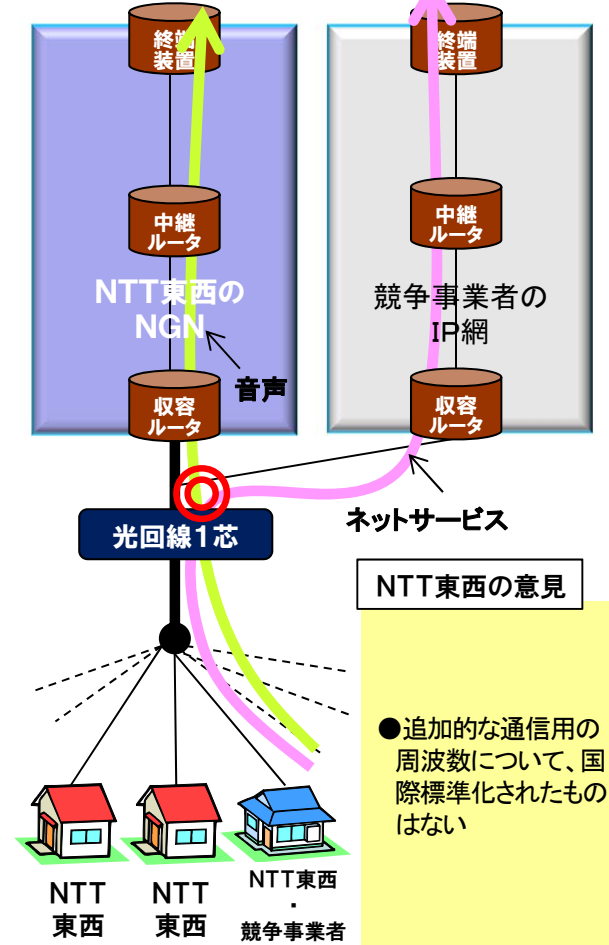 終端
装置
終端
装置
中継
ルータ
中継
ルータ
NTT東西の
NGN
競争事業者の
IP網
音声
収容
ルータ
収容
ルータ
ネットサービス
光回線1芯
NTT東西の意見
●追加的な通信用の
周波数について、国
際標準化されたもの
はない
NTT
東西
NTT
東西
NTT東西
・
競争事業者